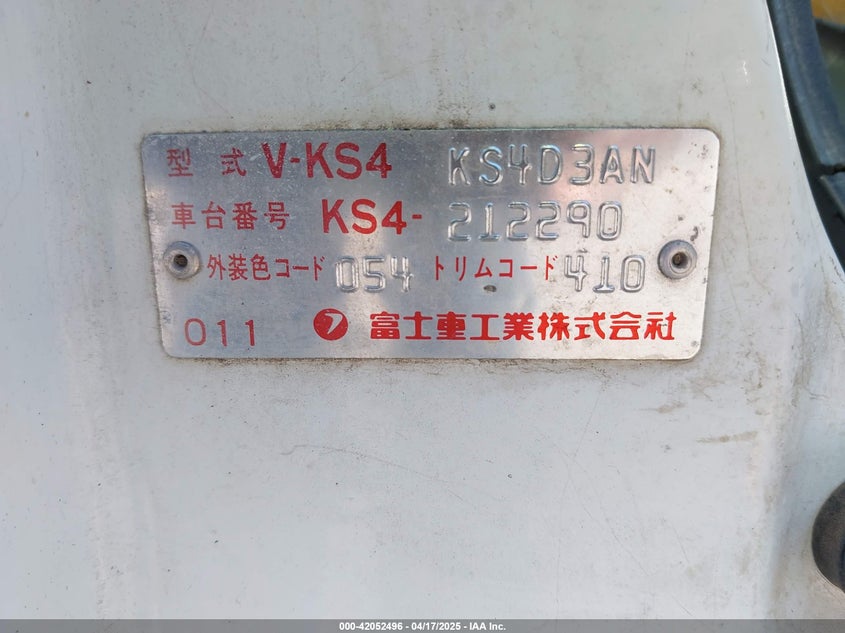 型式 V-KS4 KS4D3AN
車台番号 KS4-212290
外装色コード 054 トリムコード 410
011 フ 富士重工業株式会社
000-42052496 - 04/17/2025 - IAA Inc.